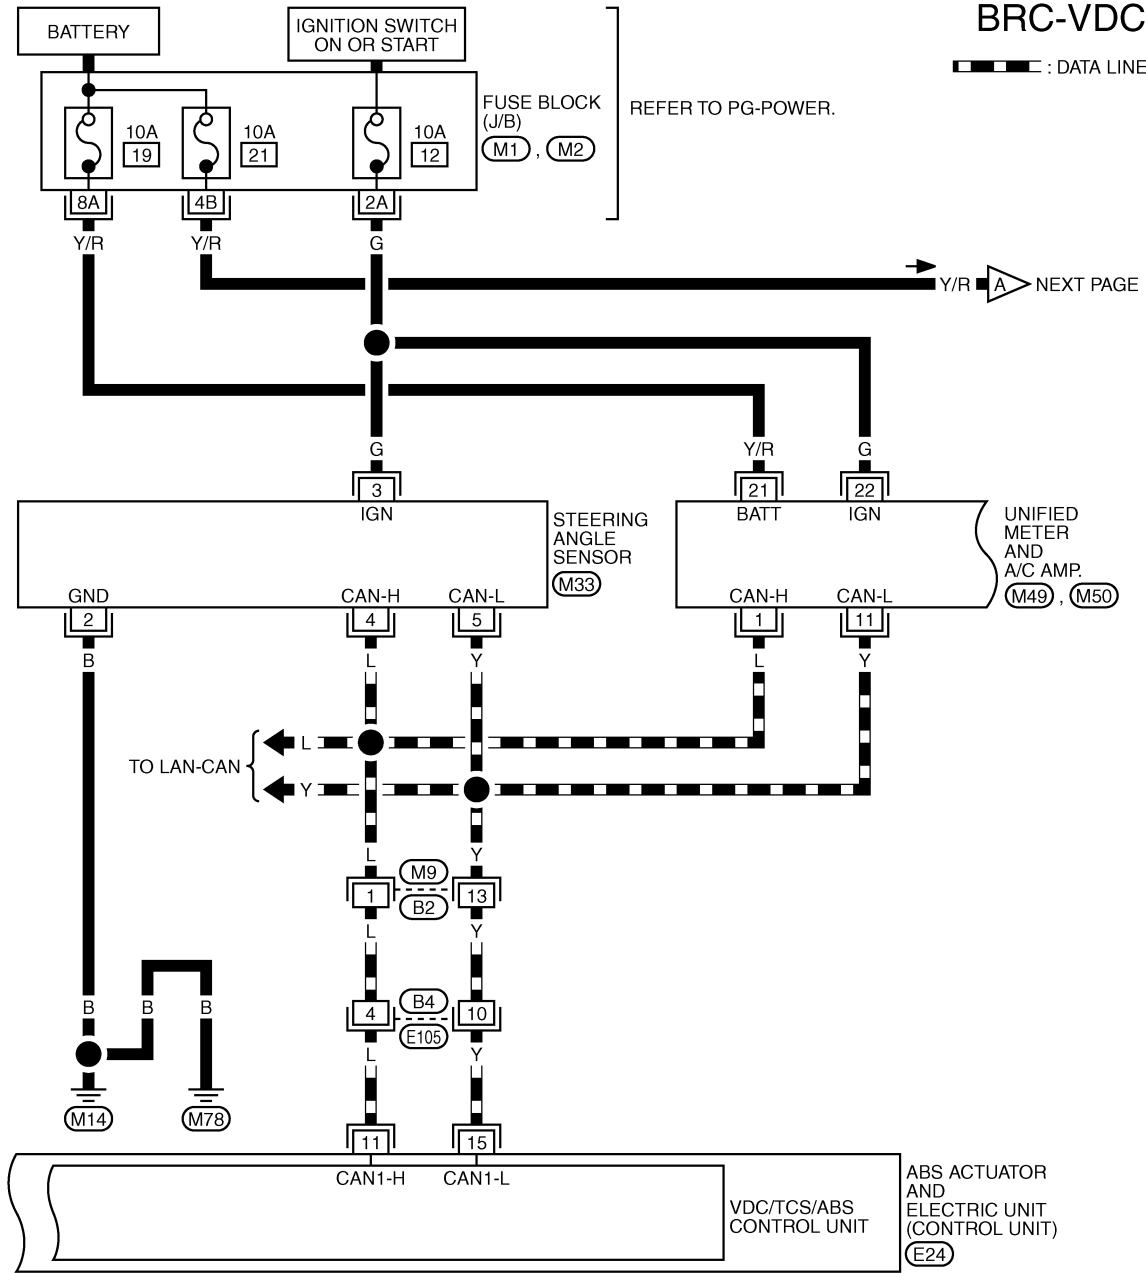 BRC-VDC
BATTERY
IGNITION SWITCH
ON OR START
: DATA LINE
FUSE BLOCK
(J/B)
M1 , M2
REFER TO PG-POWER.
10A
19
10A
21
10A
12
8A
4B
2A
Y/R
Y/R
G
Y/R
A
NEXT PAGE
G
Y/R
G
3
21
22
IGN
BATT
IGN
STEERING
ANGLE
SENSOR
M33
UNIFIED
METER
AND
A/C AMP.
M49 , M50
GND
CAN-H
CAN-L
CAN-H
CAN-L
2
4
5
1
11
B
L
Y
L
Y
L
TO LAN-CAN
Y
L
Y
M9
1
13
B2
L
Y
B
B
B
B4
4
10
E105
L
Y
M14
M78
11
15
CAN1-H
CAN1-L
VDC/TCS/ABS
CONTROL UNIT
ABS ACTUATOR
AND
ELECTRIC UNIT
(CONTROL UNIT)
E24